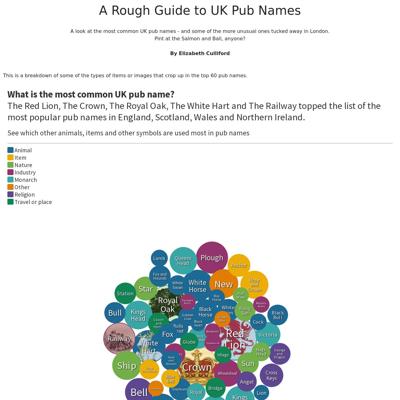 A Rough Guide to UK Pub Names
A look at the most common UK pub names - and some of the more unusual ones tucked away in London.
Pint at the Salmon and Ball, anyone?
By Elizabeth Culliford
This is a breakdown of some of the types of items or images that crop up in the top 60 pub names.
What is the most common UK pub name?
The Red Lion, The Crown, The Royal Oak, The White Hart and The Railway topped the list of the
most popular pub names in England, Scotland, Wales and Northern Ireland.
See which other animals, items and other symbols are used most in pub names
Animal
Item
Nature
Industry
Monarch
Other
Religion
Travel or place
Plough
Queens
Head
Lamb
Anchor
Fox and
Hounds
White
Horse
New
Star
Station
Royal
Oak
Bull
Kings
Head
Black
Horse
White
Black's
Bull
Cock
Victoria
Railway
Fox
Red
Lion
White
Hart
Globe
Village
Sun
Ship
Crown
Wheatsheaf
Angel
Cross
Keys
Bell
Royal
Bridge
Kings
Lion